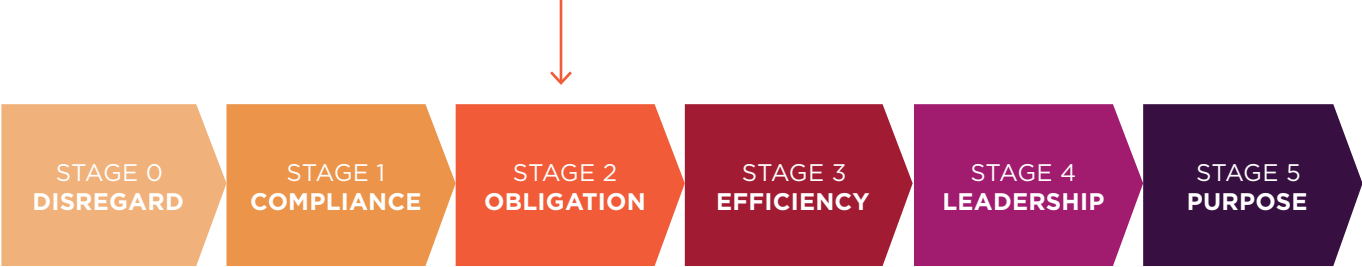 STAGE 0
DISREGARD
STAGE 1
COMPLIANCE
STAGE 2
OBLIGATION
STAGE 3
EFFICIENCY
STAGE 4
LEADERSHIP
STAGE 5
PURPOSE